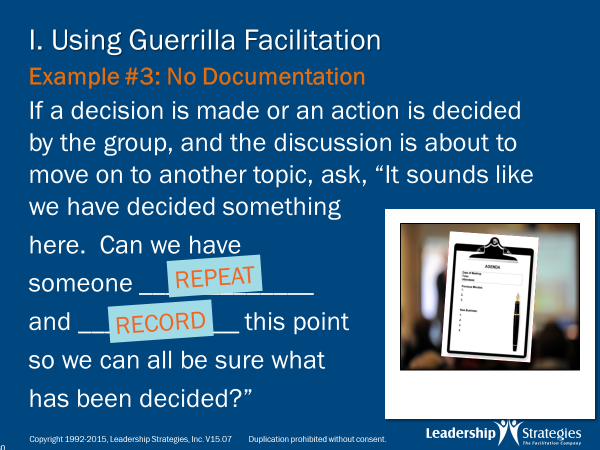 I. Using Guerrilla Facilitation
Example #3: No Documentation
If a decision is made or an action is decided
by the group, and the discussion is about to
move on to another topic, ask, “It sounds like
we have decided something
here.  Can we have
someone __REPEAT______
and ___RECORD__ this point
so we can all be sure what
has been decided?”
AGENDA
Copyright 1992-2015, Leadership Strategies, Inc. V15.07 Duplication prohibited without consent.
Leadership Strategies
The Facilitation Company